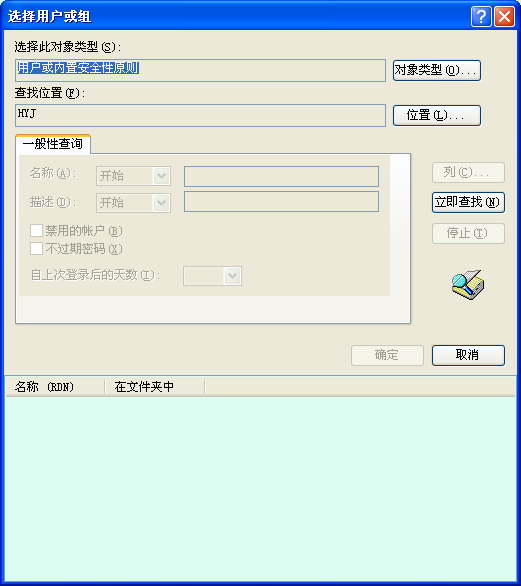 选择用户或组
选择此对象类型(S):
用户或内置安全性原则
对象类型(O)...
查找位置(F):
HYJ
位置(L)...
一般性查询
名称(A): 开始
描述(D): 开始
禁用的帐户(B)
不过期密码(X)
自上次登录后的天数(I):
列(C)...
立即查找(N)
停止(T)
确定 取消
名称 (RDN) 在文件夹中